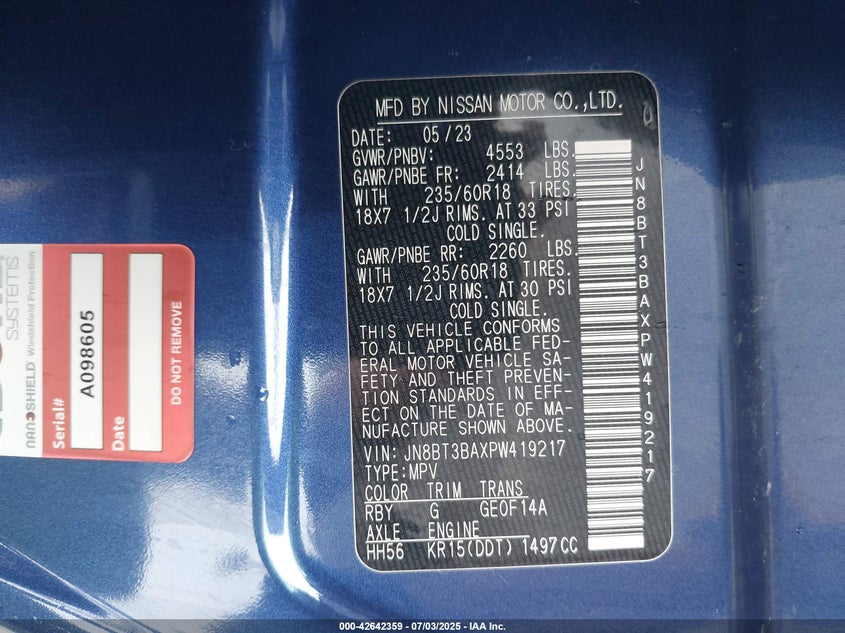 MFD BY NISSAN MOTOR CO.,LTD.
DATE: 05/23
GVWR/PNBV: 4553 LBS.
GAWR/PNBE FR: 2414 LBS.
WITH 235/60R18 TIRES.
18X7 1/2J RIMS. AT 33 PSI
COLD SINGLE.
GAWR/PNBE RR: 2260 LBS.
WITH 235/60R18 TIRES.
18X7 1/2J RIMS. AT 30 PSI
COLD SINGLE.
THIS VEHICLE CONFORMS
TO ALL APPLICABLE FED-
ERAL MOTOR VEHICLE SA-
FETY AND THEFT PREVEN-
TION STANDARDS IN EFF-
ECT ON THE DATE OF MA-
NUFACTURE SHOWN ABOVE.
VIN: JN8BT3BAXPW419217
TYPE:MPV
COLOR TRIM TRANS
RBY G GE0F14A
AXLE ENGINE
HH56 KR15(DDT) 1497CC
JN8BT3BAXPW419217
SYSTEMS
NANOSHIELD Windshield Protection
Serial#
A098605
Date
DO NOT REMOVE
000-42642359 - 07/03/2025 - IAA Inc.